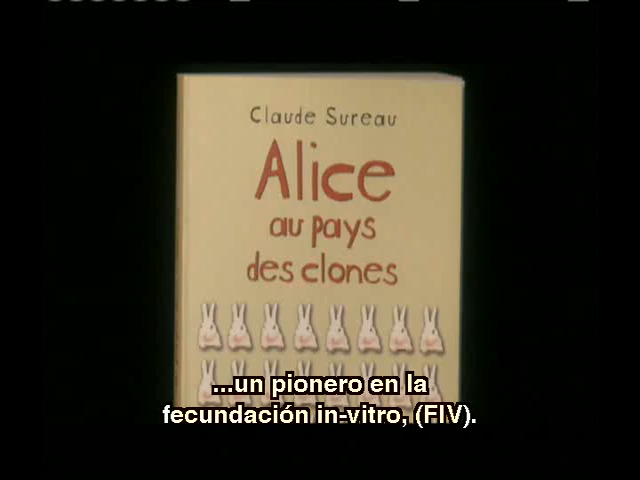 Claude Sureau
Alice
au pays
des clones
...un pionero en la
fecundación in-vitro, (FIV).